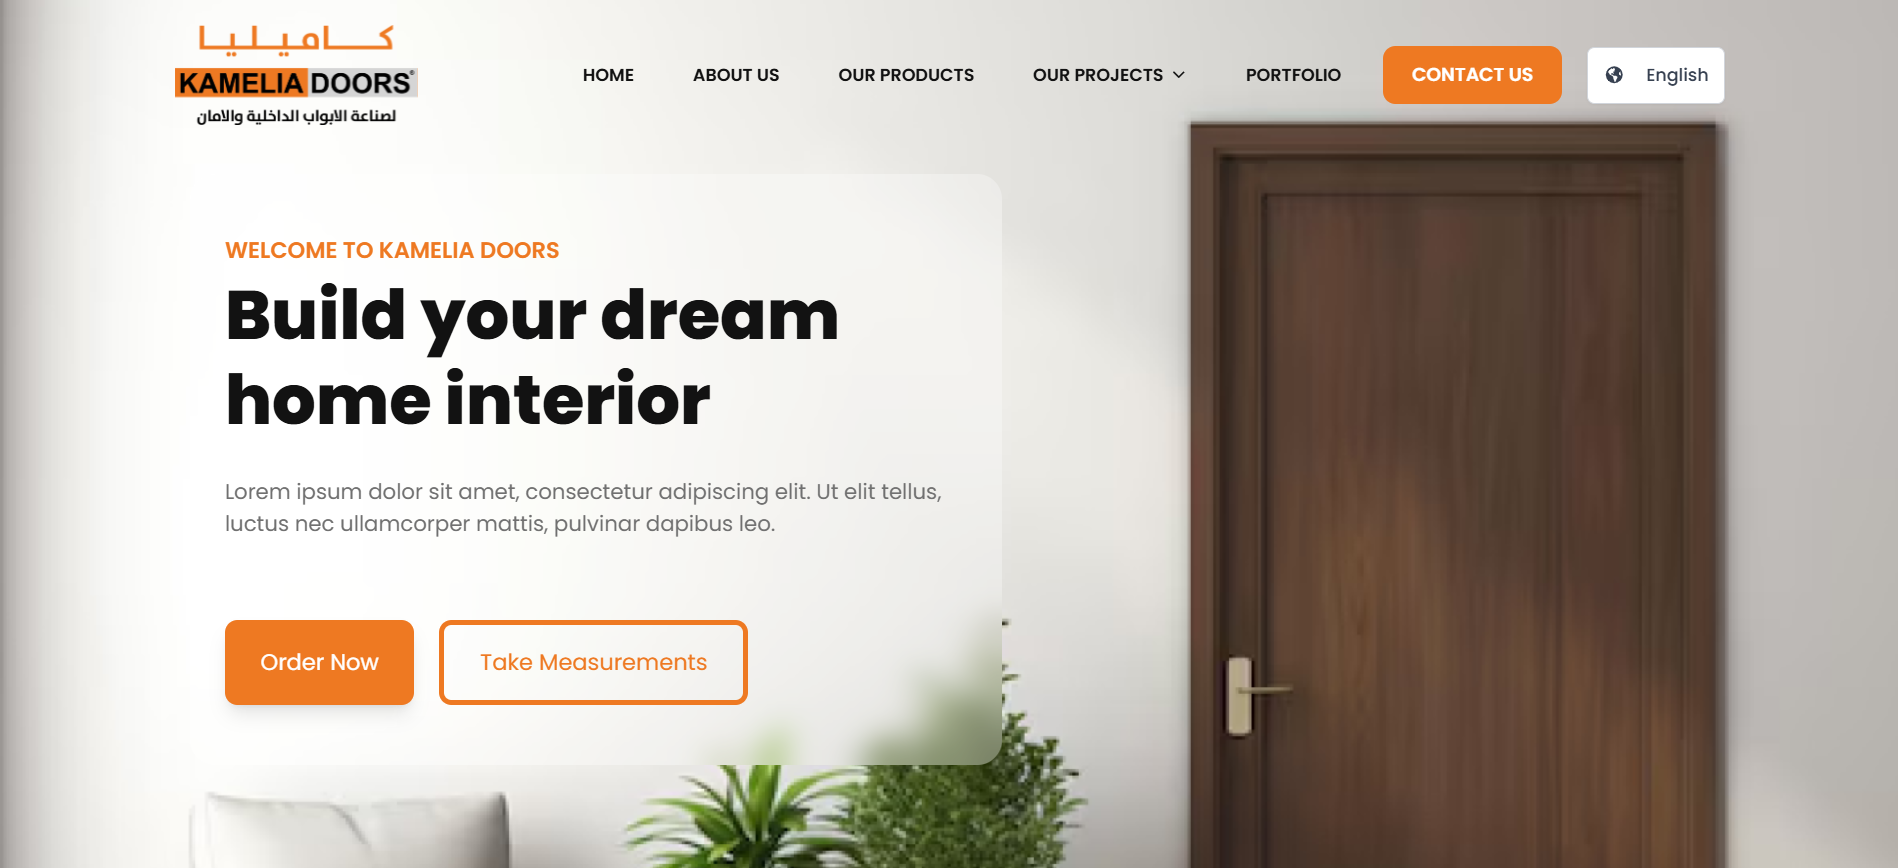 كاميليا
KAMELIA DOORS®
لصناعة الابواب الداخلية والامان
HOME
ABOUT US
OUR PRODUCTS
OUR PROJECTS
PORTFOLIO
CONTACT US
English
WELCOME TO KAMELIA DOORS
Build your dream
home interior
Lorem ipsum dolor sit amet, consectetur adipiscing elit. Ut elit tellus,
luctus nec ullamcorper mattis, pulvinar dapibus leo.
Order Now
Take Measurements